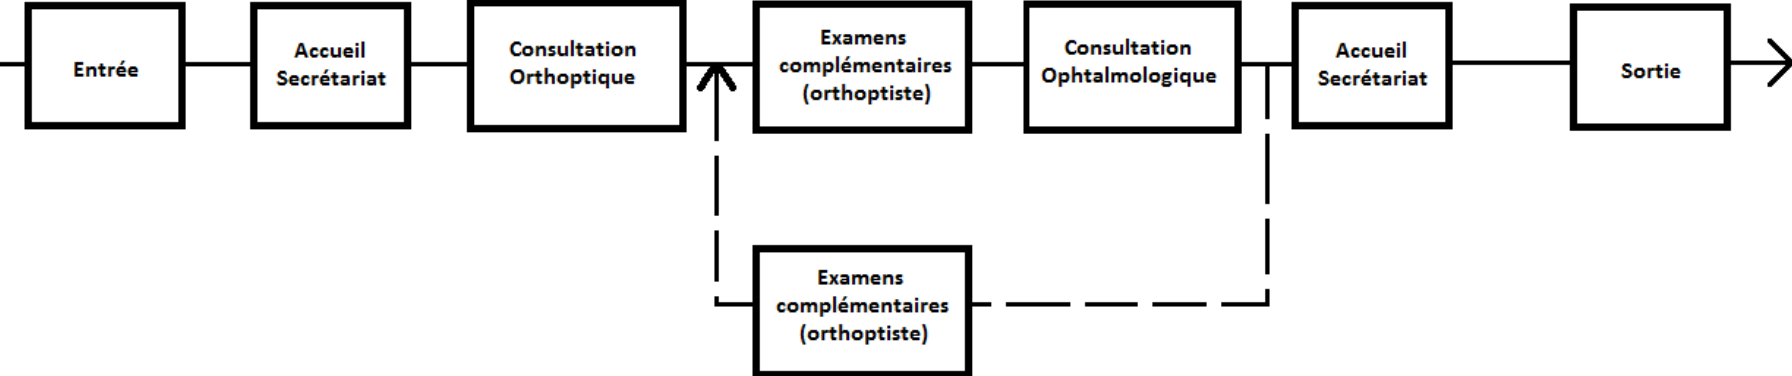 Entrée
Accueil
Secrétariat
Consultation
Orthoptique
Examens
complémentaires
(orthoptiste)
Consultation
Ophtalmologique
Accueil
Secrétariat
Sortie
Examens
complémentaires
(orthoptiste)